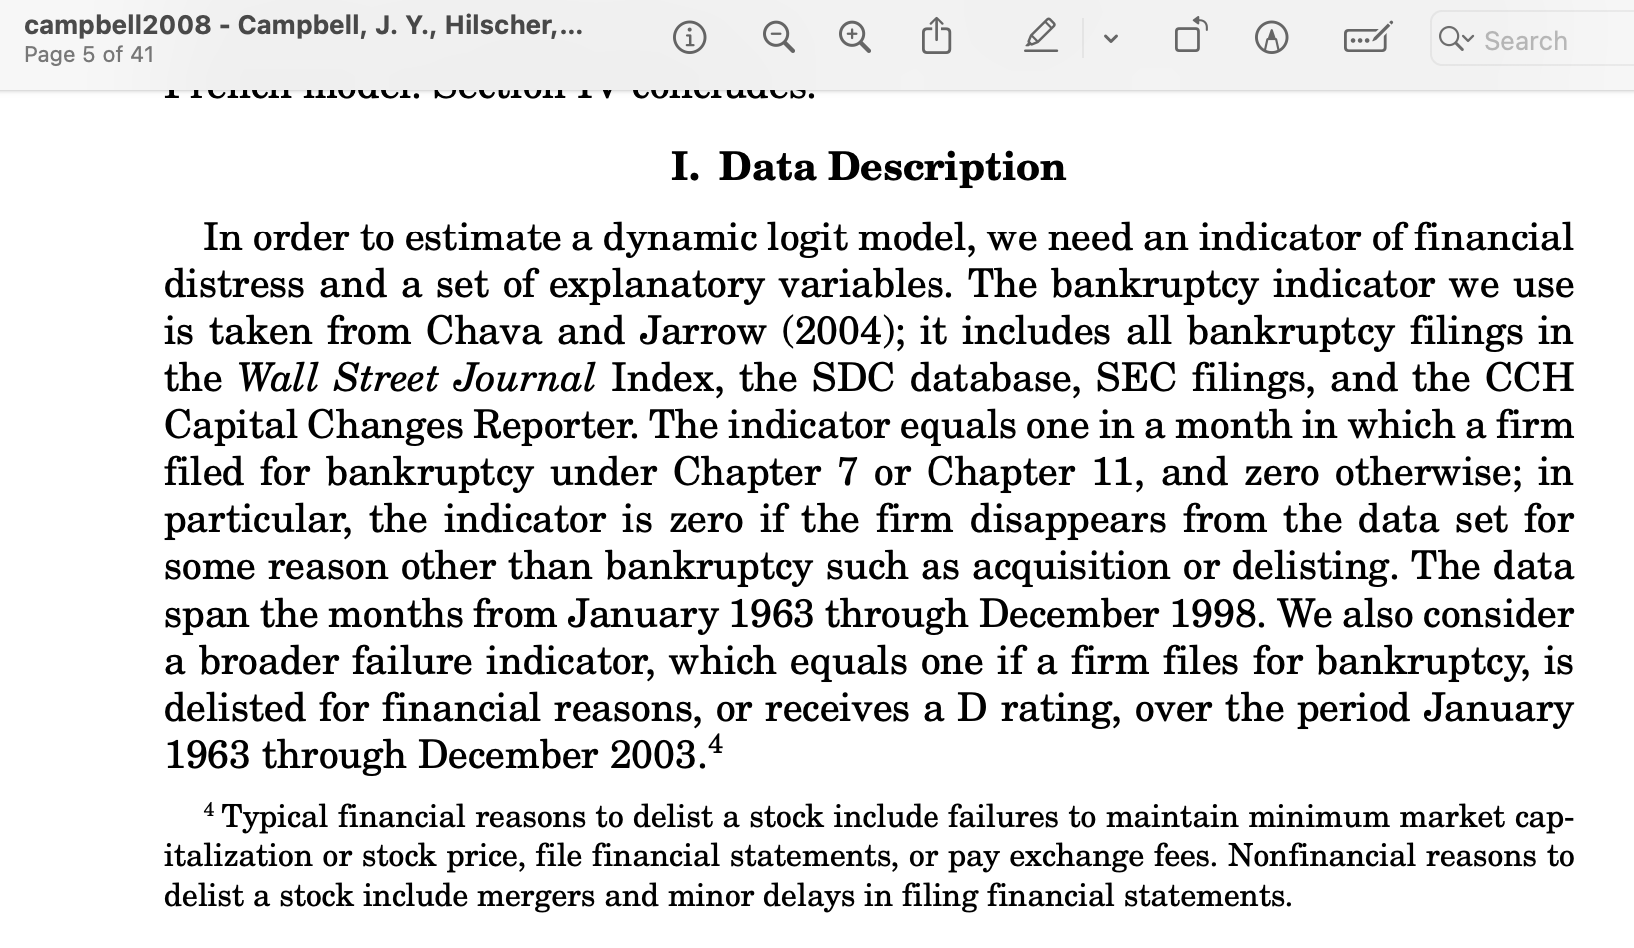 campbell2008 - Campbell, J. Y., Hilscher,...
Page 5 of 41
Search
French model. Section IV concludes.
I. Data Description
In order to estimate a dynamic logit model, we need an indicator of financial
distress and a set of explanatory variables. The bankruptcy indicator we use
is taken from Chava and Jarrow (2004); it includes all bankruptcy filings in
the Wall Street Journal Index, the SDC database, SEC filings, and the CCH
Capital Changes Reporter. The indicator equals one in a month in which a firm
filed for bankruptcy under Chapter 7 or Chapter 11, and zero otherwise; in
particular, the indicator is zero if the firm disappears from the data set for
some reason other than bankruptcy such as acquisition or delisting. The data
span the months from January 1963 through December 1998. We also consider
a broader failure indicator, which equals one if a firm files for bankruptcy, is
delisted for financial reasons, or receives a D rating, over the period January
1963 through December 2003.⁴
⁴ Typical financial reasons to delist a stock include failures to maintain minimum market cap-
italization or stock price, file financial statements, or pay exchange fees. Nonfinancial reasons to
delist a stock include mergers and minor delays in filing financial statements.